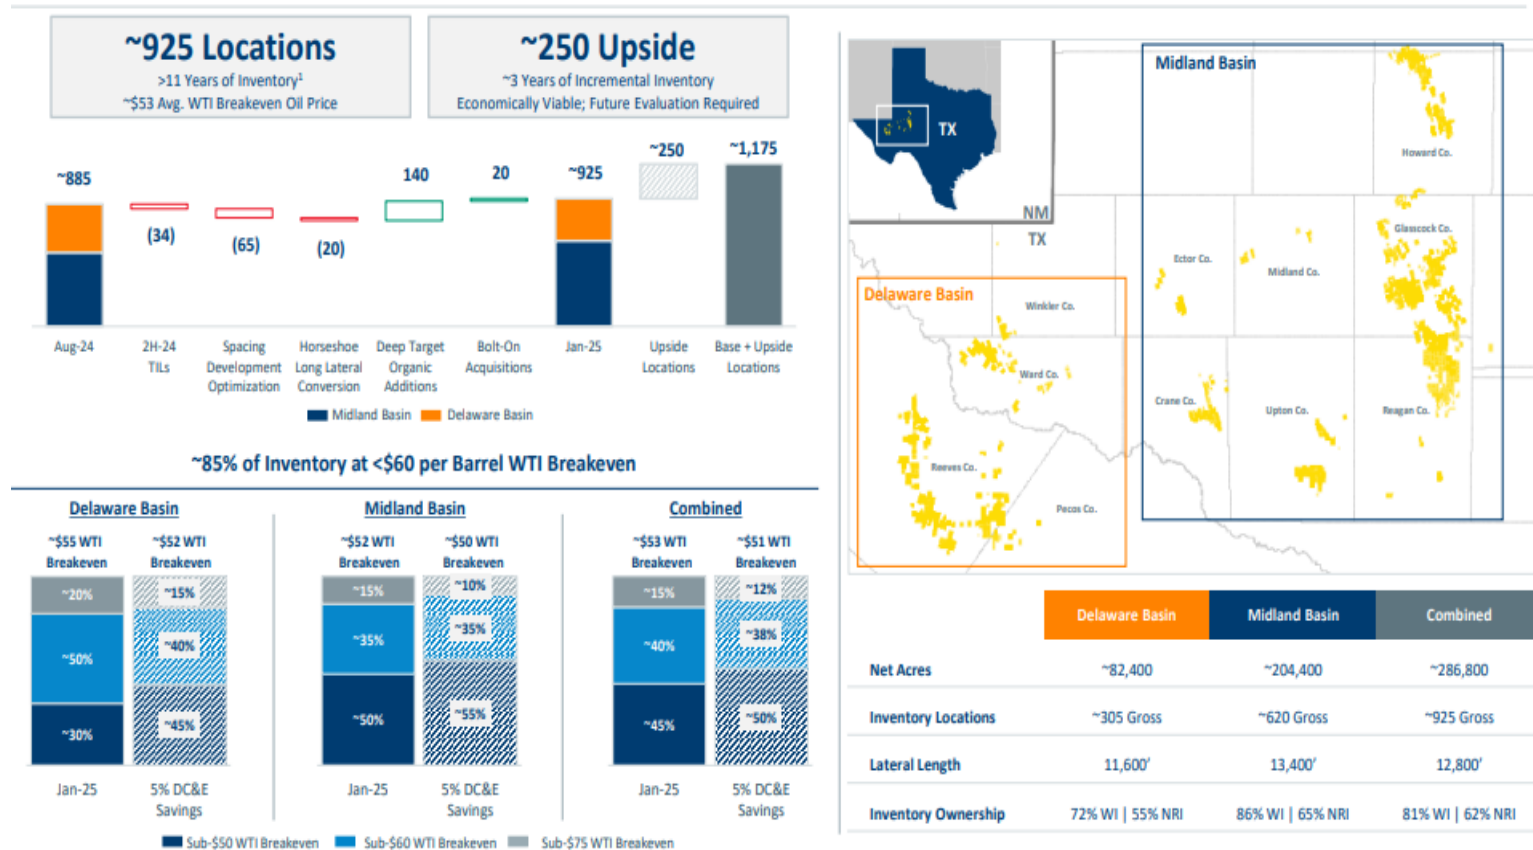 ~925 Locations
>11 Years of Inventory¹
~$53 Avg. WTI Breakeven Oil Price
~250 Upside
~3 Years of Incremental Inventory
Economically Viable; Future Evaluation Required
~885
(34)
(65)
(20)
140
20
~925
~250
~1,175
Aug-24
2H-24
TILs
Spacing
Development
Optimization
Horseshoe
Long Lateral
Conversion
Deep Target
Organic
Additions
Bolt-On
Acquisitions
Jan-25
Upside
Locations
Base + Upside
Locations
Midland Basin
Delaware Basin
~85% of Inventory at <$60 per Barrel WTI Breakeven
Delaware Basin
~$55 WTI
Breakeven
~$52 WTI
Breakeven
~20%
~50%
~30%
~15%
~40%
~45%
Jan-25
5% DC&E
Savings
Midland Basin
~$52 WTI
Breakeven
~$50 WTI
Breakeven
~15%
~35%
~50%
~10%
~35%
~55%
Jan-25
5% DC&E
Savings
Combined
~$53 WTI
Breakeven
~$51 WTI
Breakeven
~15%
~40%
~45%
~12%
~38%
~50%
Jan-25
5% DC&E
Savings
Sub-$50 WTI Breakeven
Sub-$60 WTI Breakeven
Sub-$75 WTI Breakeven
TX
NM
TX
Midland Basin
Howard Co.
Glasscock Co.
Ector Co.
Midland Co.
Crane Co.
Upton Co.
Reagan Co.
Delaware Basin
Winkler Co.
Ward Co.
Reeves Co.
Pecos Co.
Delaware Basin Midland Basin Combined
Net Acres ~82,400 ~204,400 ~286,800
Inventory Locations ~305 Gross ~620 Gross ~925 Gross
Lateral Length 11,600' 13,400' 12,800'
Inventory Ownership 72% WI | 55% NRI 86% WI | 65% NRI 81% WI | 62% NRI